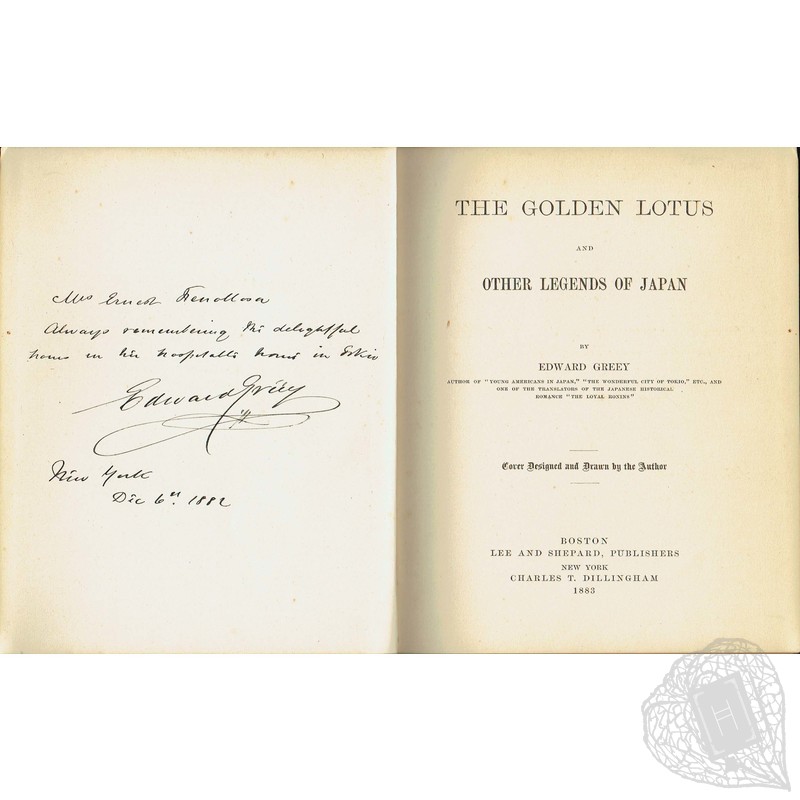 Mrs Ernest Fenollosa
Always remembering the delightful
hours in his hospitable home in Tokio
Edward Greey
New York
Dec 6th. 1882
THE GOLDEN LOTUS
AND
OTHER LEGENDS OF JAPAN
BY
EDWARD GREEY
AUTHOR OF "YOUNG AMERICANS IN JAPAN," "THE WONDERFUL CITY OF TOKIO," ETC., AND
ONE OF THE TRANSLATORS OF THE JAPANESE HISTORICAL
ROMANCE "THE LOYAL RONINS"
Cover Designed and Drawn by the Author
BOSTON
LEE AND SHEPARD, PUBLISHERS
NEW YORK
CHARLES T. DILLINGHAM
1883
H